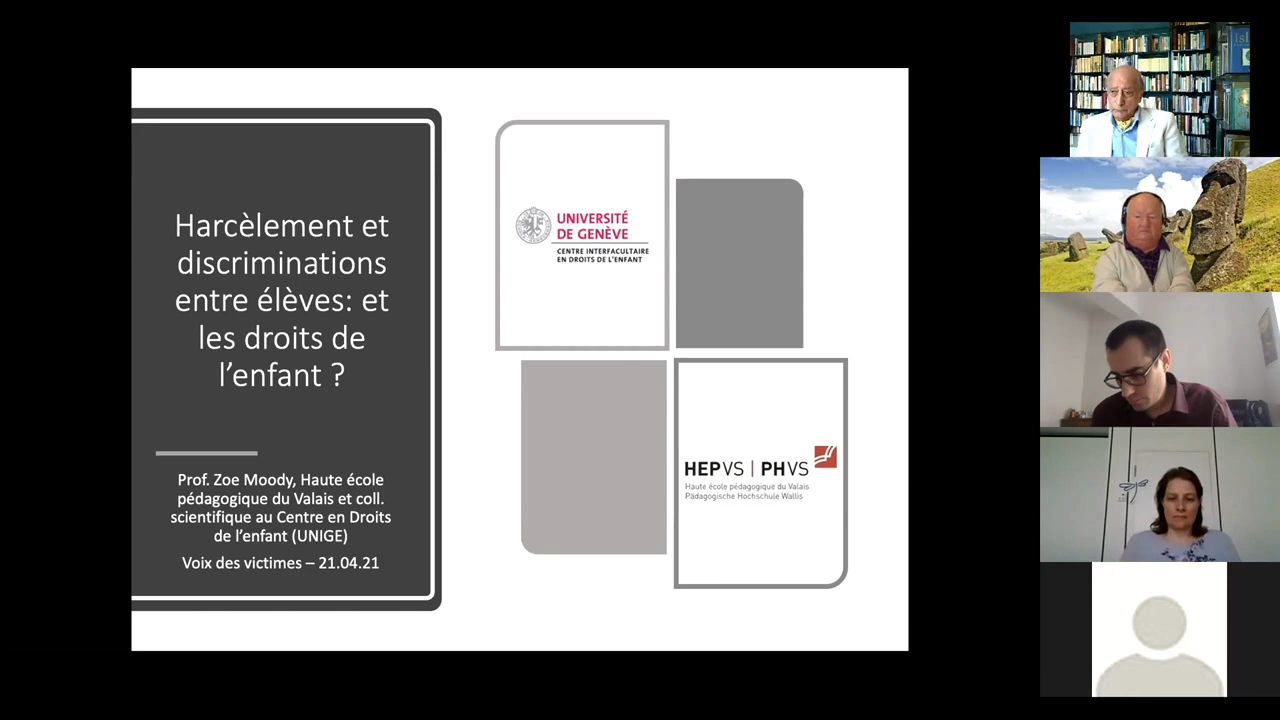 Harcèlement et
discriminations
entre élèves: et
les droits de
l'enfant ?
Prof. Zoe Moody, Haute école
pédagogique du Valais et coll.
scientifique au Centre en Droits
de l'enfant (UNIGE)
Voix des victimes – 21.04.21
UNIVERSITÉ
DE GENÈVE
CENTRE INTERFACULTAIRE
EN DROITS DE L'ENFANT
HEPVS | PHVS
Haute école pédagogique du Valais
Pädagogische Hochschule Wallis